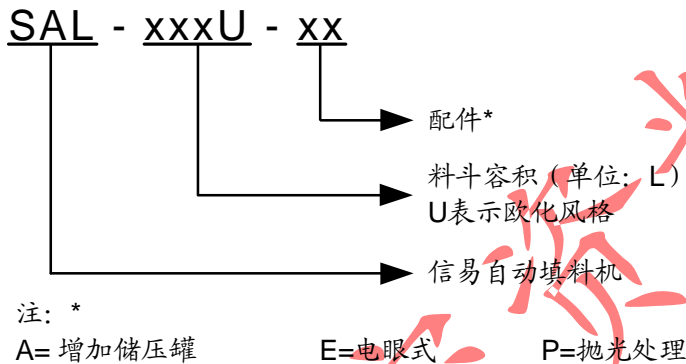 SAL - xxxU - xx
配件*
料斗容积（单位：L）
U表示欧化风格
信易自动填料机
注：*
A= 增加储压罐 E=电眼式 P=抛光处理